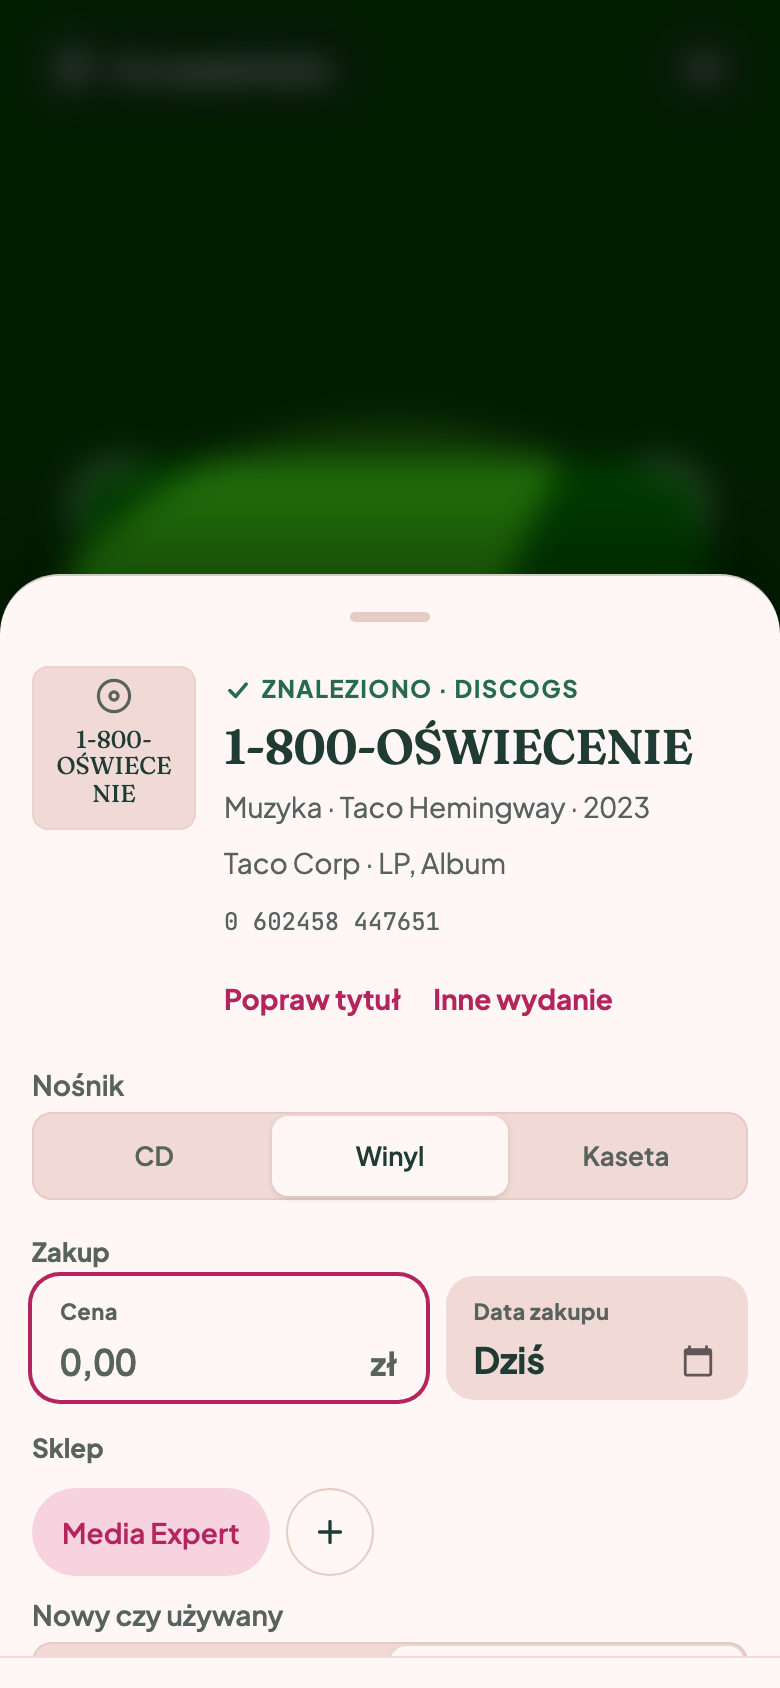 1-800-
OŚWIECE
NIE
ZNALEZIONO · DISCOGS
1-800-OŚWIECENIE
Muzyka · Taco Hemingway · 2023
Taco Corp · LP, Album
0 602458 447651
Popraw tytuł Inne wydanie
Nośnik
CD Winyl Kaseta
Zakup
Cena Data zakupu
0,00 zł Dziś
Sklep
Media Expert +
Nowy czy używany